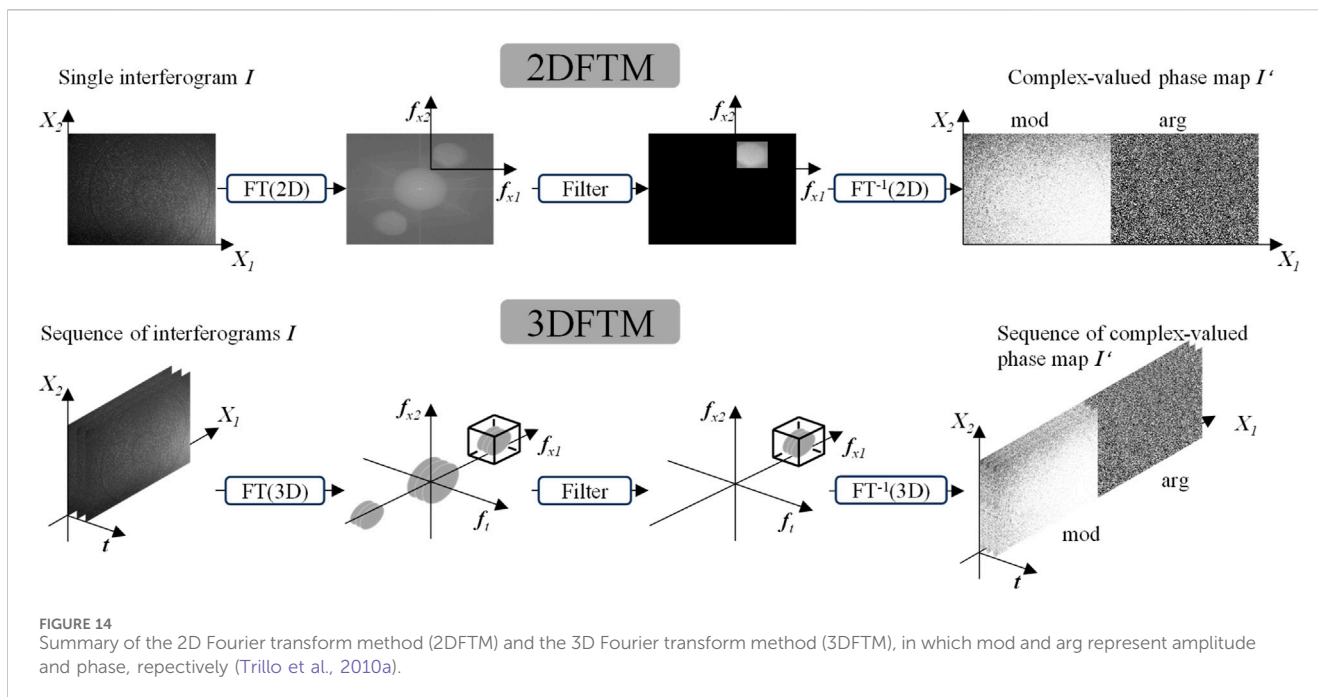 2DFTM
Single interferogram I
Complex-valued phase map I‘
X2
fx2
fx2
X2
mod
arg
FT(2D)
fx1
Filter
fx1
FT-1(2D)
X1
X1
3DFTM
Sequence of interferograms I
Sequence of complex-valued
phase map I‘
X2
X1
fx2
fx1
fx2
fx1
X2
X1
FT(3D)
Filter
FT-1(3D)
arg
ft
ft
mod
t
t
FIGURE 14
Summary of the 2D Fourier transform method (2DFTM) and the 3D Fourier transform method (3DFTM), in which mod and arg represent amplitude
and phase, repectively (Trillo et al., 2010a).